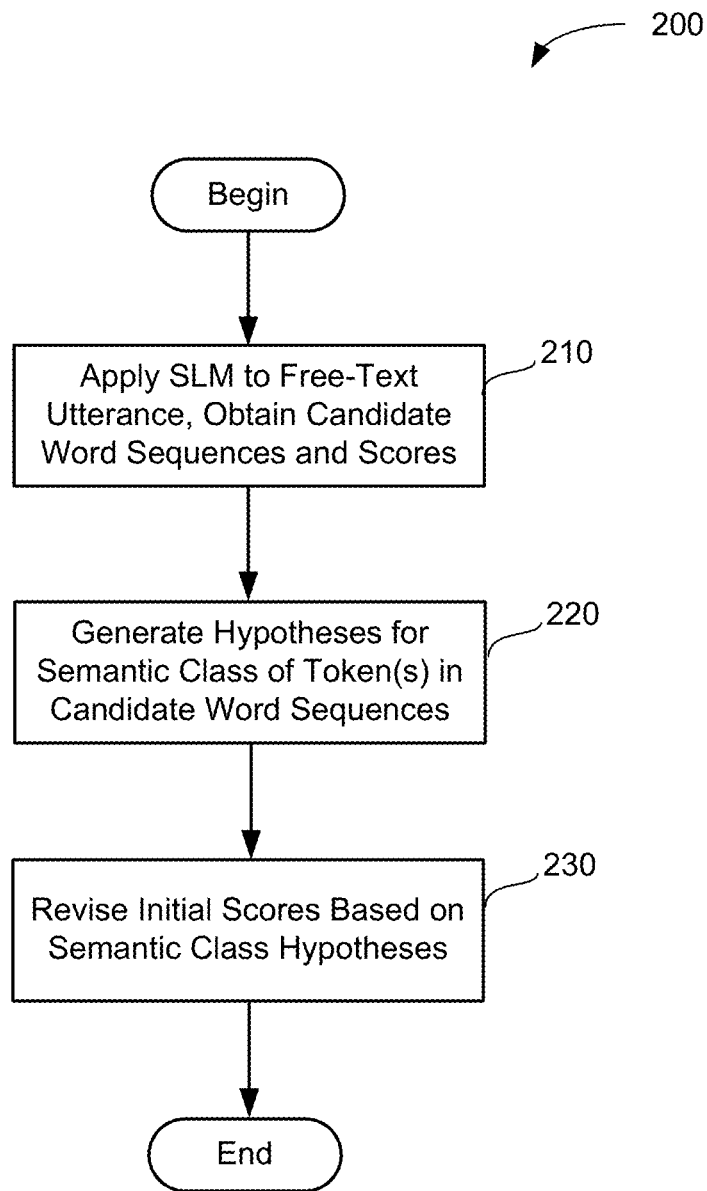 200
Begin
210
Apply SLM to Free-Text
Utterance, Obtain Candidate
Word Sequences and Scores
220
Generate Hypotheses for
Semantic Class of Token(s) in
Candidate Word Sequences
230
Revise Initial Scores Based on
Semantic Class Hypotheses
End